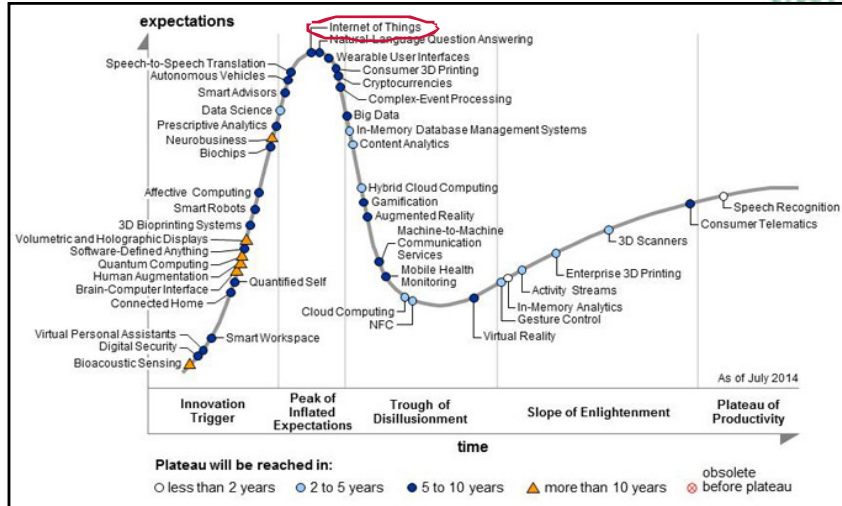 expectations
Internet of Things
Natural-Language Question Answering
Wearable User Interfaces
Speech-to-Speech Translation
Consumer 3D Printing
Autonomous Vehicles
Cryptocurrencies
Smart Advisors
Complex-Event Processing
Data Science
Big Data
Prescriptive Analytics
In-Memory Database Management Systems
Neurobusiness
Content Analytics
Biochips
Hybrid Cloud Computing
Affective Computing
Gamification
Speech Recognition
Smart Robots
Augmented Reality
Consumer Telematics
3D Bioprinting Systems
Machine-to-Machine
Communication
Services
Volumetric and Holographic Displays
3D Scanners
Software-Defined Anything
Quantum Computing
Mobile Health
Monitoring
Enterprise 3D Printing
Human Augmentation
Quantified Self
Brain-Computer Interface
Activity Streams
Connected Home
In-Memory Analytics
Cloud Computing
Gesture Control
NFC
Virtual Reality
Virtual Personal Assistants
Smart Workspace
Digital Security
Bioacoustic Sensing
As of July 2014
Innovation
Trigger
Peak of
Inflated
Expectations
Trough of
Disillusionment
Slope of Enlightenment
Plateau of
Productivity
time
Plateau will be reached in:
less than 2 years
2 to 5 years
5 to 10 years
more than 10 years
obsolete
before plateau